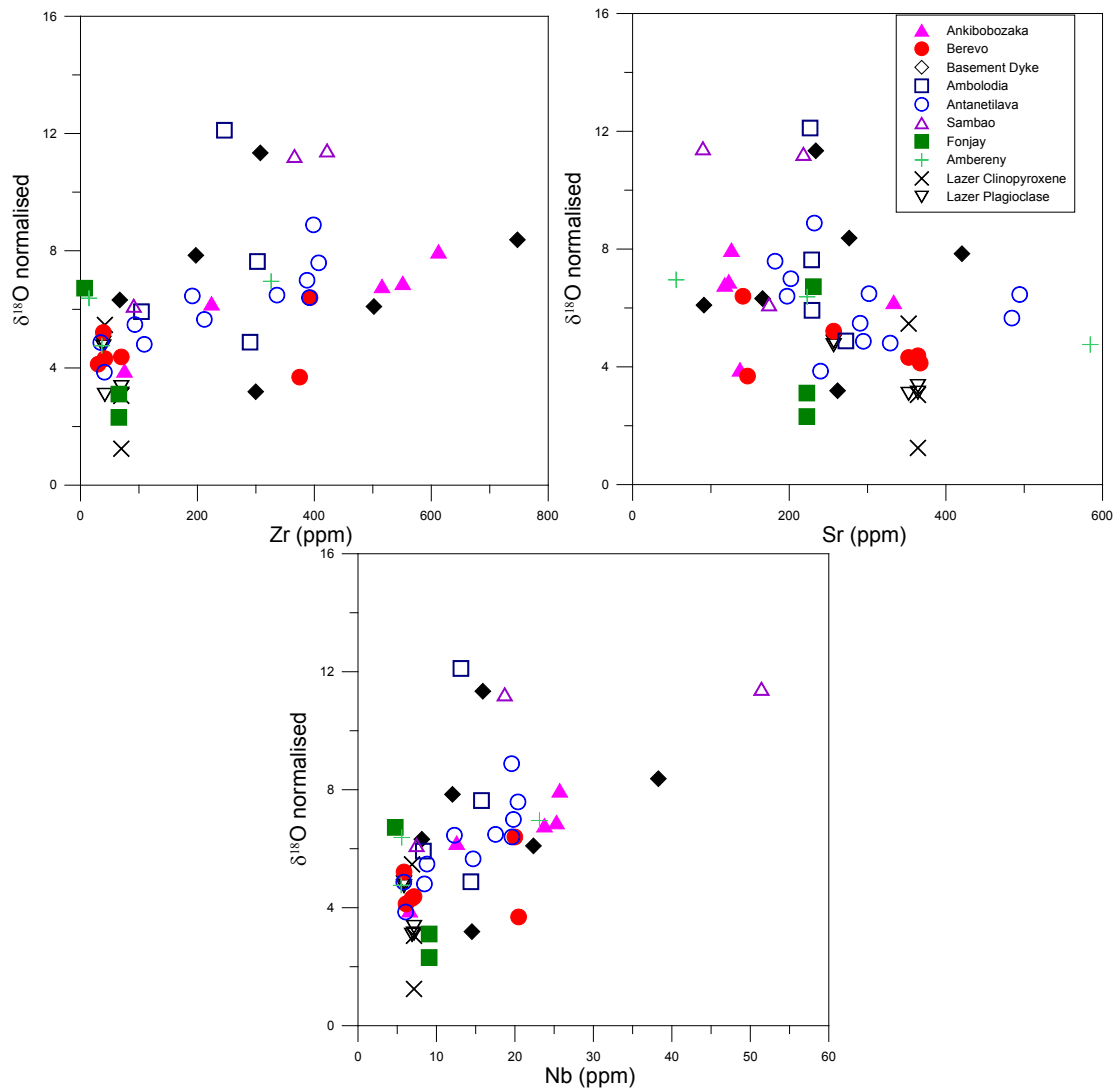 16
12
8
4
0
δ¹⁸O normalised
0
200
400
600
800
Zr (ppm)
16
12
8
4
0
0
200
400
600
Sr (ppm)
Ankibobozaka
Berevo
Basement Dyke
Ambolodia
Antanetilava
Sambao
Fonjay
Ambereny
Lazer Clinopyroxene
Lazer Plagioclase
16
12
8
4
0
δ¹⁸O normalised
δ¹⁸O normalised
0
10
20
30
40
50
60
Nb (ppm)